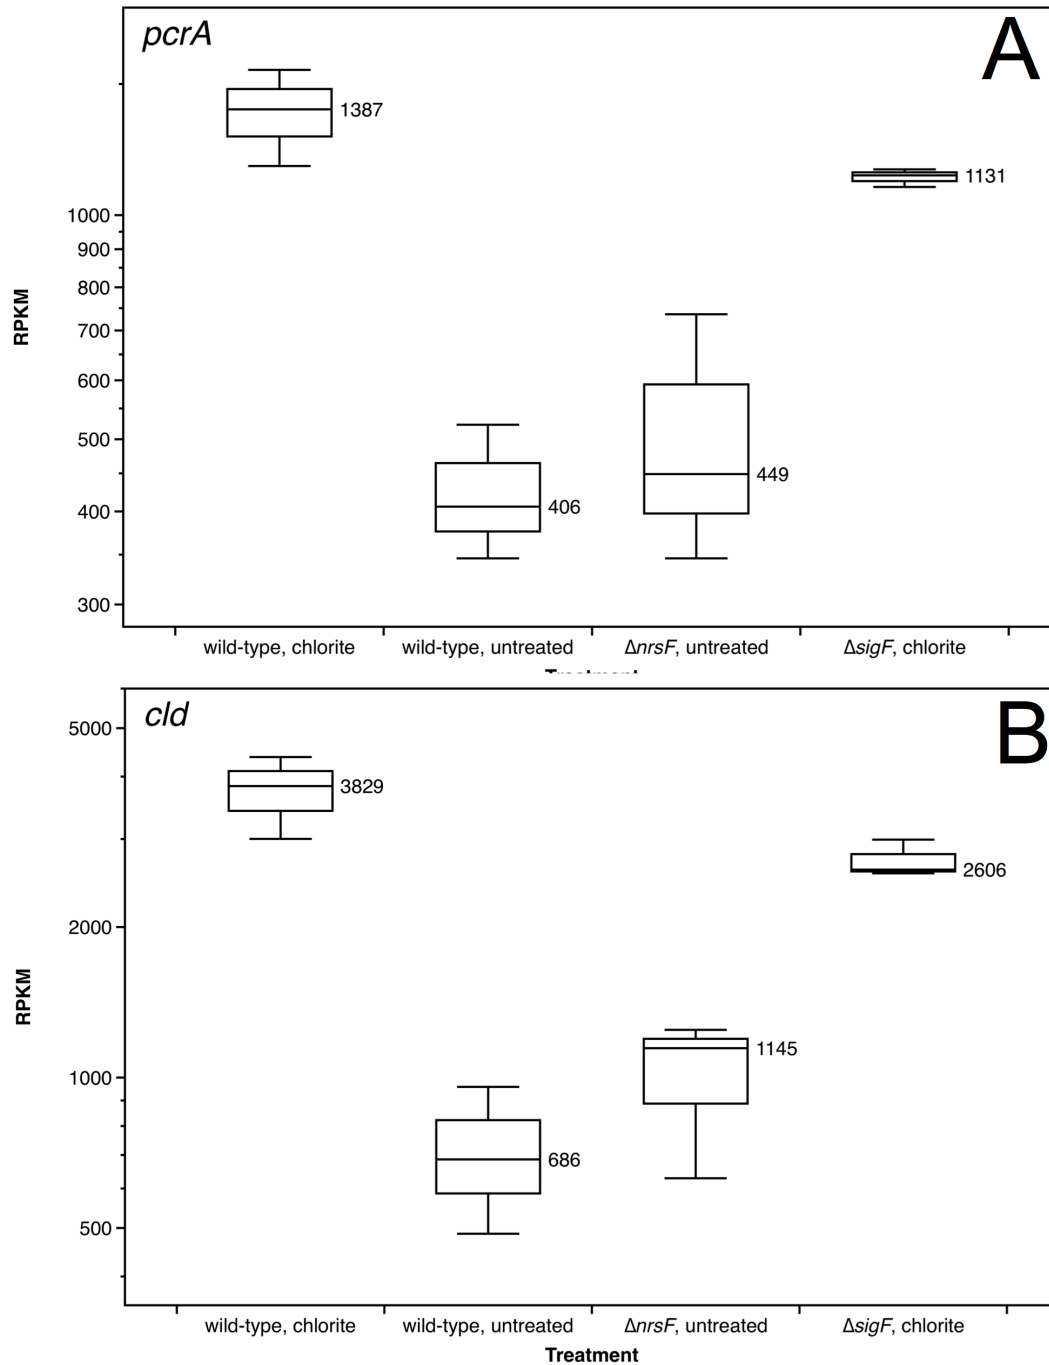 pcrA
A
1387
1131
1000
900
800
700
600
500
400
300
449
406
RPKM
wild-type, chlorite
wild-type, untreated
ΔnrsF, untreated
ΔsigF, chlorite
cld
B
5000
3829
2606
2000
1145
1000
686
500
RPKM
wild-type, chlorite
wild-type, untreated
ΔnrsF, untreated
ΔsigF, chlorite
Treatment